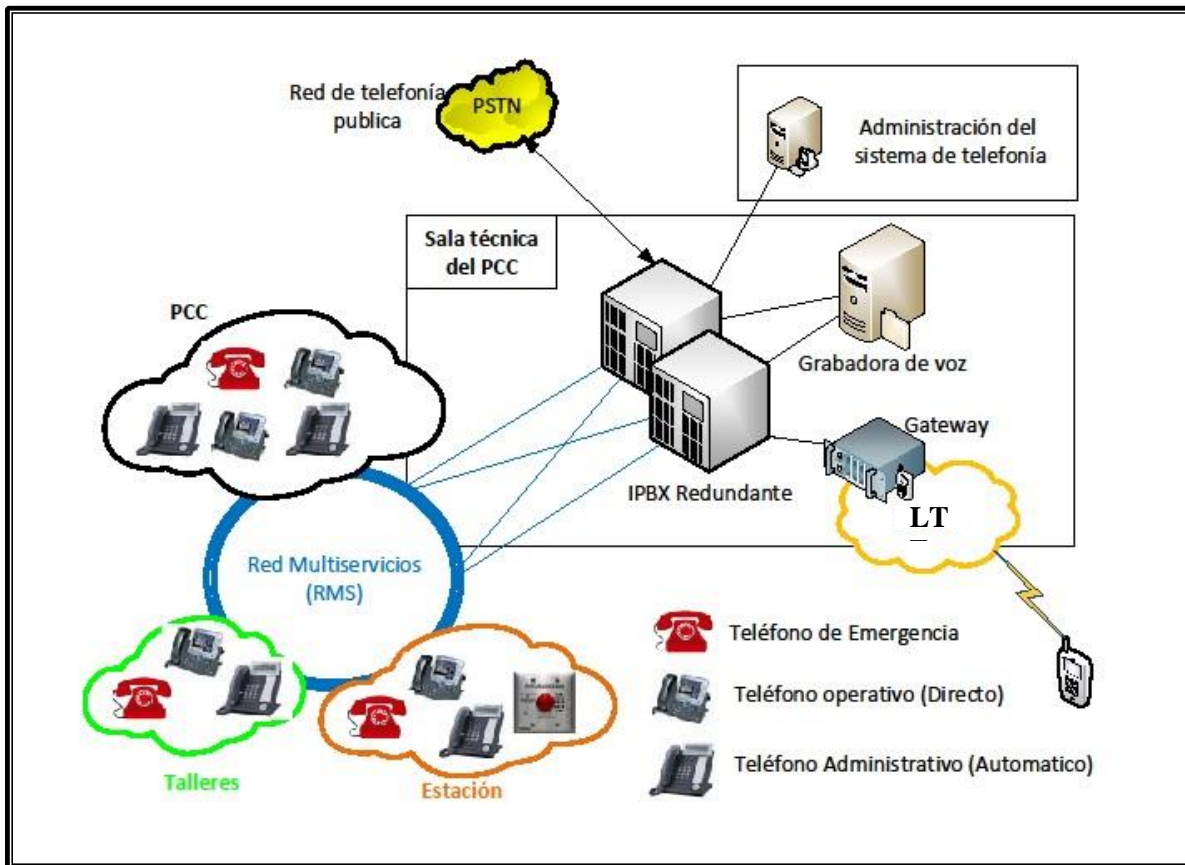 Red de telefonía
publica
PSTN
Administración del
sistema de telefonía
Sala técnica
del PCC
PCC
Grabadora de voz
Gateway
IPBX Redundante
LT
Red Multiservicios
(RMS)
Teléfono de Emergencia
Teléfono operativo (Directo)
Teléfono Administrativo (Automatico)
Talleres
Estación